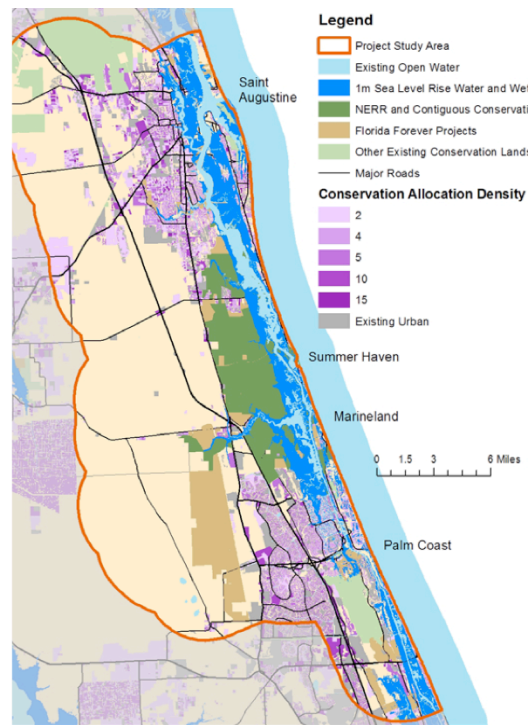 Legend
Project Study Area
Existing Open Water
1m Sea Level Rise Water and Wet
NERR and Contiguous Conservati
Florida Forever Projects
Other Existing Conservation Lands
Major Roads
Conservation Allocation Density
2
4
5
10
15
Existing Urban
Saint
Augustine
Summer Haven
Marineland
0 1.5 3 6 Miles
Palm Coast